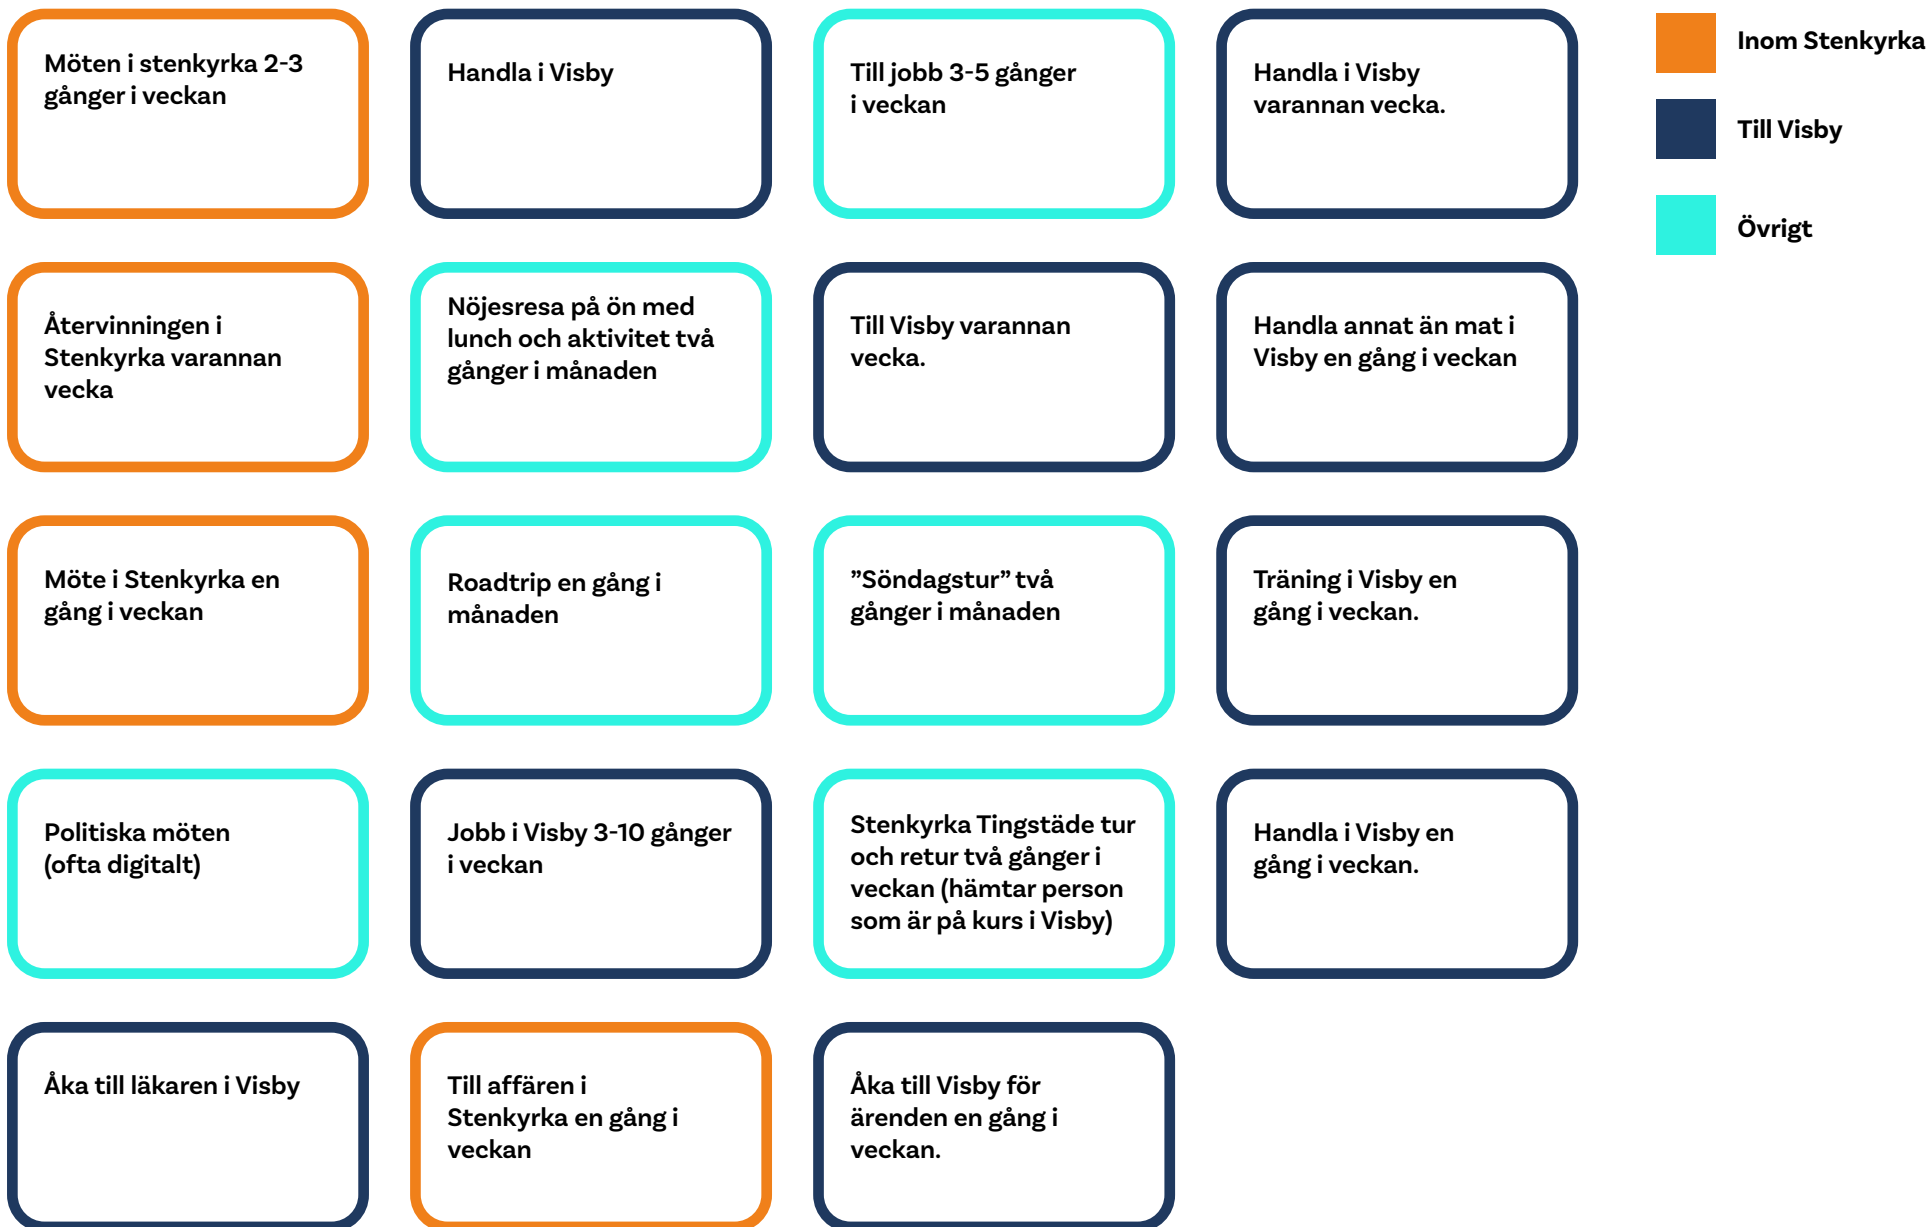 Möten i stenkyrka 2-3
gånger i veckan
Handla i Visby
Till jobb 3-5 gånger
i veckan
Handla i Visby
varannan vecka.
Återvinningen i
Stenkyrka varannan
vecka
Nöjesresa på ön med
lunch och aktivitet två
gånger i månaden
Till Visby varannan
vecka.
Handla annat än mat i
Visby en gång i veckan
Möte i Stenkyrka en
gång i veckan
Roadtrip en gång i
månaden
”Söndagstur” två
gånger i månaden
Träning i Visby en
gång i veckan.
Politiska möten
(ofta digitalt)
Jobb i Visby 3-10 gånger
i veckan
Stenkyrka Tingstäde tur
och retur två gånger i
veckan (hämtar person
som är på kurs i Visby)
Handla i Visby en
gång i veckan.
Åka till läkaren i Visby
Till affären i
Stenkyrka en gång i
veckan
Åka till Visby för
ärenden en gång i
veckan.
Inom Stenkyrka
Till Visby
Övrigt